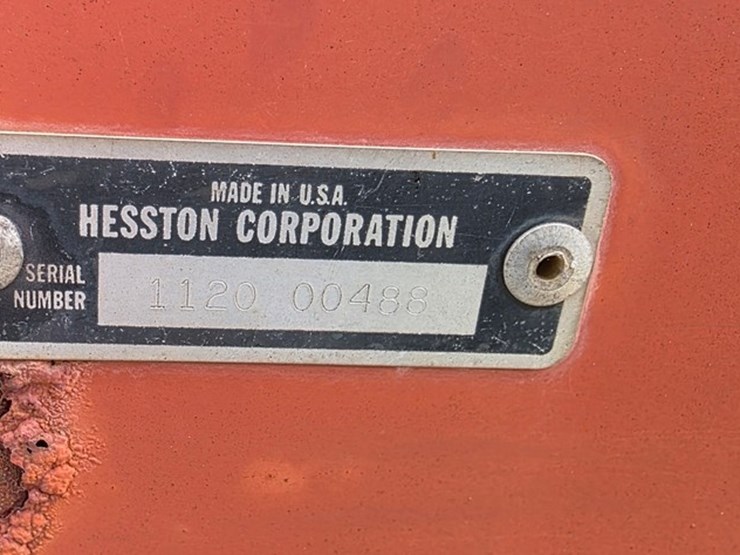 MADE IN U.S.A.
HESSTON CORPORATION
SERIAL
NUMBER
1120 00488